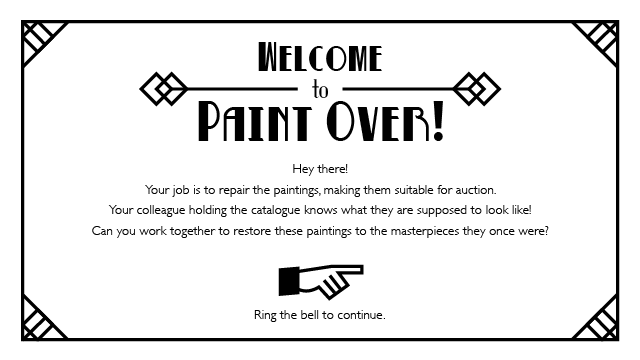 Welcome
to
Paint Over!
Hey there!
Your job is to repair the paintings, making them suitable for auction.
Your colleague holding the catalogue knows what they are supposed to look like!
Can you work together to restore these paintings to the masterpieces they once were?
Ring the bell to continue.